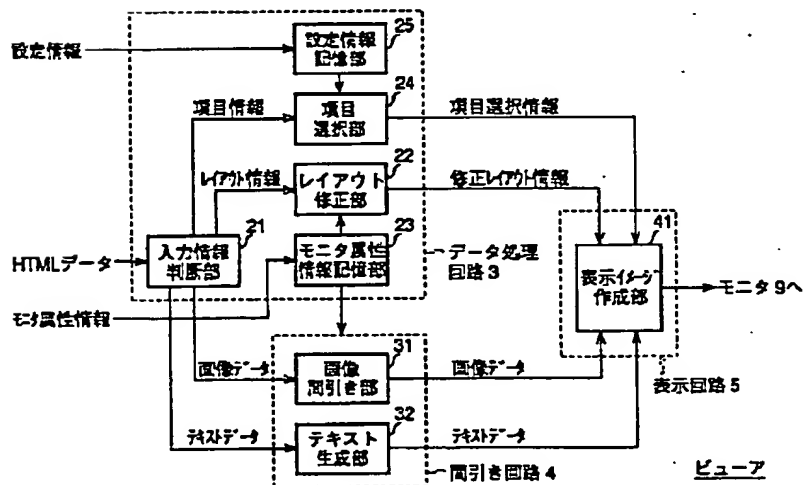 25
設定情報
設定情報
記憶部
24
項目情報
項目
選択部
項目選択情報
22
レイアウト情報
レイアウト
修正部
修正レイアウト情報
21
23
41
HTMLデータ
入力情報
判断部
モニタ属性
情報記憶部
データ処理
回路3
表示イメージ
作成部
モニタ9へ
モニタ属性情報
31
画像データ
画像
間引き部
画像データ
表示回路5
32
テキストデータ
テキスト
生成部
テキストデータ
間引き回路4
ビューア